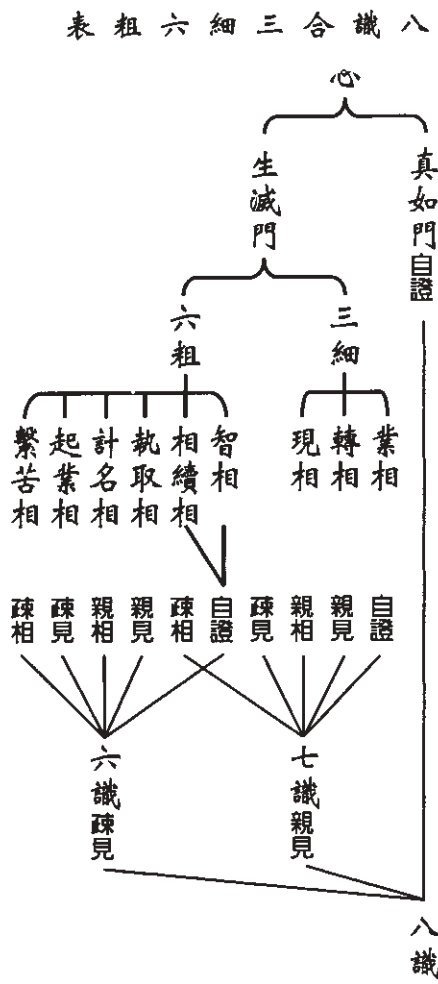 八識合三細六粗表
心
真如門自證
生滅門
三細
六粗
業相
轉相
現相
智相
相續相
執取相
計名相
起業相
繫苦相
自證
親見
親相
疎見
自證
疎相
親見
親相
疎見
疎相
七識親見
六識疎見
八識